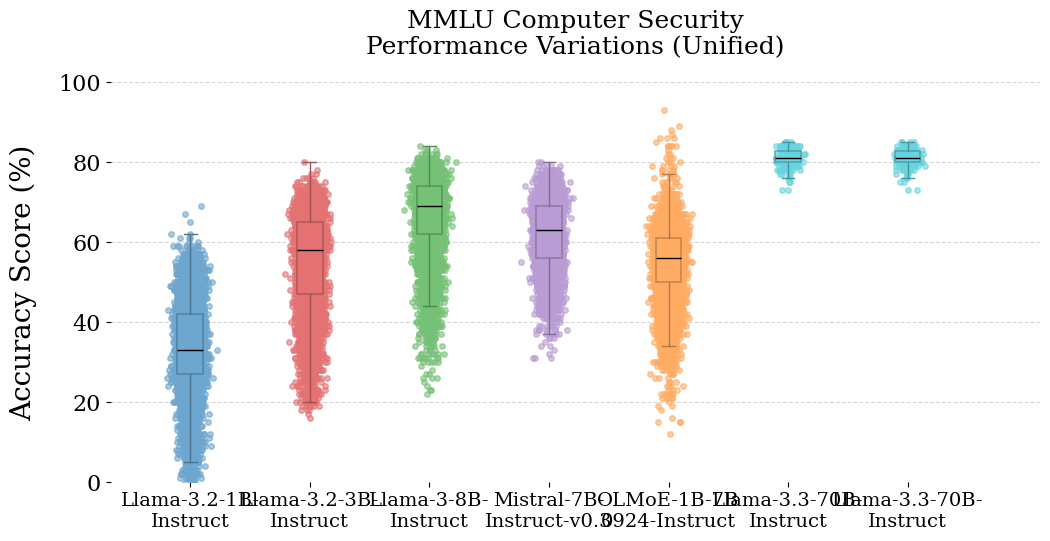 MMLU Computer Security
Performance Variations (Unified)
Accuracy Score (%)
100
80
60
40
20
0
Llama-3.2-1B-
Instruct
Llama-3.2-3B-
Instruct
Llama-3-8B-
Instruct
Mistral-7B-
Instruct-v0.3
OLMoE-1B-7B-
0924-Instruct
Llama-3.3-70B-
Instruct
Llama-3.3-70B-
Instruct